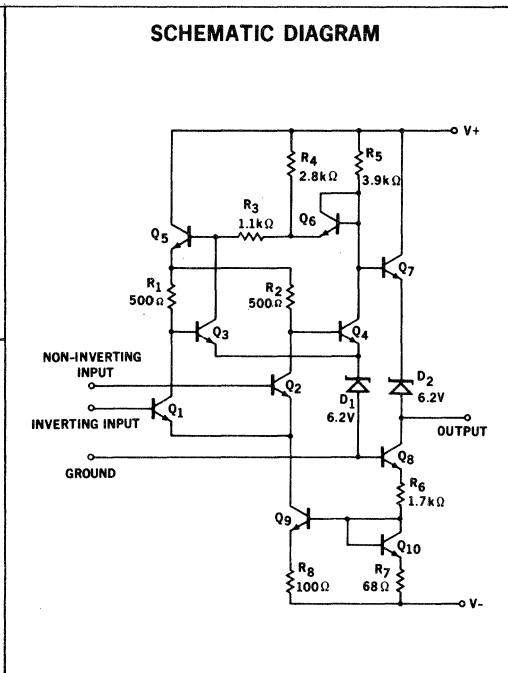 SCHEMATIC DIAGRAM
V+
R4
2.8kΩ
R5
3.9kΩ
R3
1.1kΩ
Q6
Q5
Q7
R1
500Ω
R2
500Ω
Q3
Q4
NON-INVERTING
INPUT
Q2
D1
6.2V
D2
6.2V
Q1
INVERTING INPUT
OUTPUT
GROUND
Q8
R6
1.7kΩ
Q9
Q10
R8
100Ω
R7
68Ω
V-